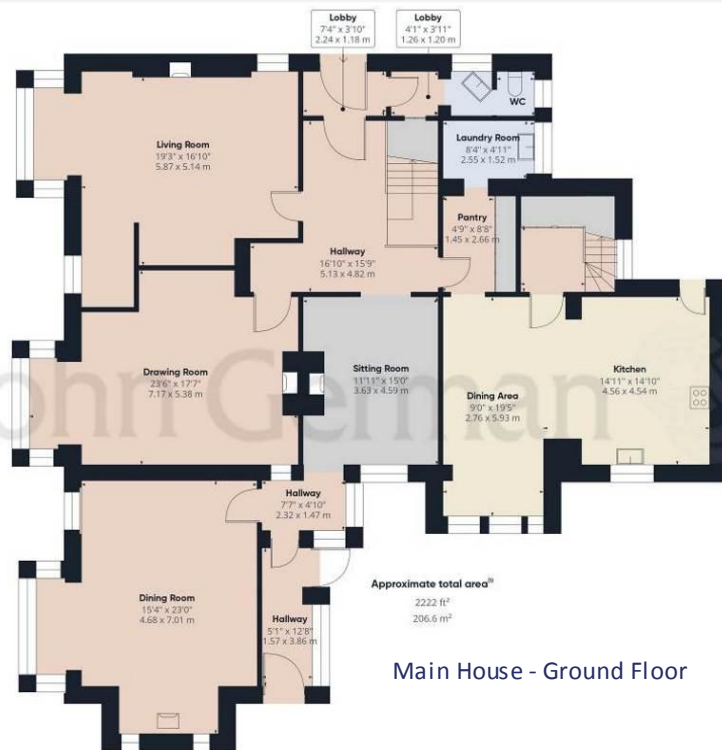 Lobby
7'4" x 3'10"
2.24 x 1.18 m
Lobby
4'1" x 3'11"
1.26 x 1.20 m
WC
Living Room
19'3" x 16'10"
5.87 x 5.14 m
Laundry Room
8'4" x 4'11"
2.55 x 1.52 m
Pantry
4'9" x 8'8"
1.45 x 2.66 m
Hallway
16'10" x 15'9"
5.13 x 4.82 m
Drawing Room
23'6" x 17'7"
7.17 x 5.38 m
Sitting Room
11'11" x 15'0"
3.63 x 4.59 m
Dining Area
9'0" x 19'5"
2.76 x 5.93 m
Kitchen
14'11" x 14'10"
4.56 x 4.54 m
John German
Hallway
7'7" x 4'10"
2.32 x 1.47 m
Dining Room
15'4" x 23'0"
4.68 x 7.01 m
Hallway
5'1" x 12'8"
1.57 x 3.86 m
Approximate total area
2222 ft²
206.6 m²
Main House - Ground Floor